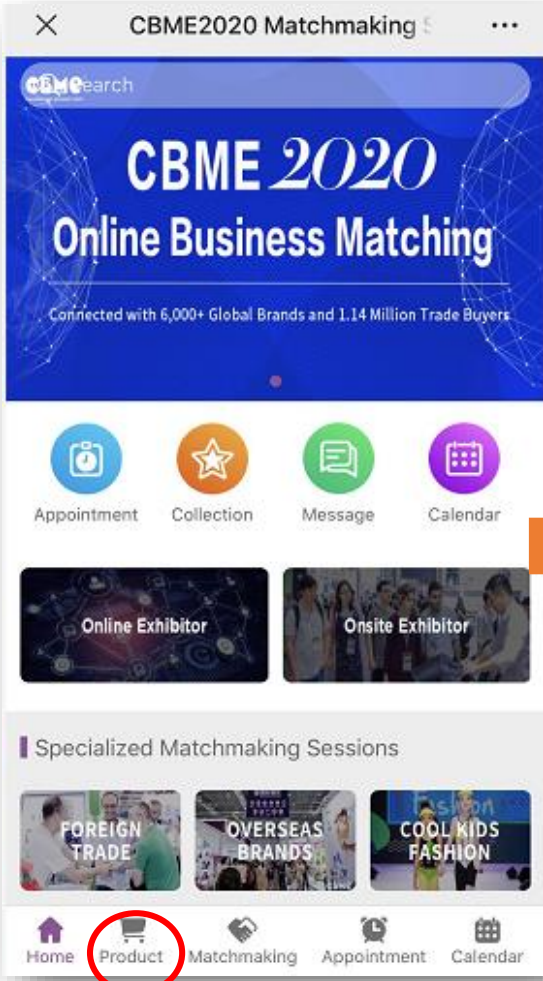 CBME2020 Matchmaking
CBME earch
CBME 2020
Online Business Matching
Connected with 6,000+ Global Brands and 1.14 Million Trade Buyers
Appointment Collection Message Calendar
Online Exhibitor Onsite Exhibitor
Specialized Matchmaking Sessions
FOREIGN TRADE
OVERSEAS BRANDS
Fashion
COOL KIDS FASHION
Home Product Matchmaking Appointment Calendar